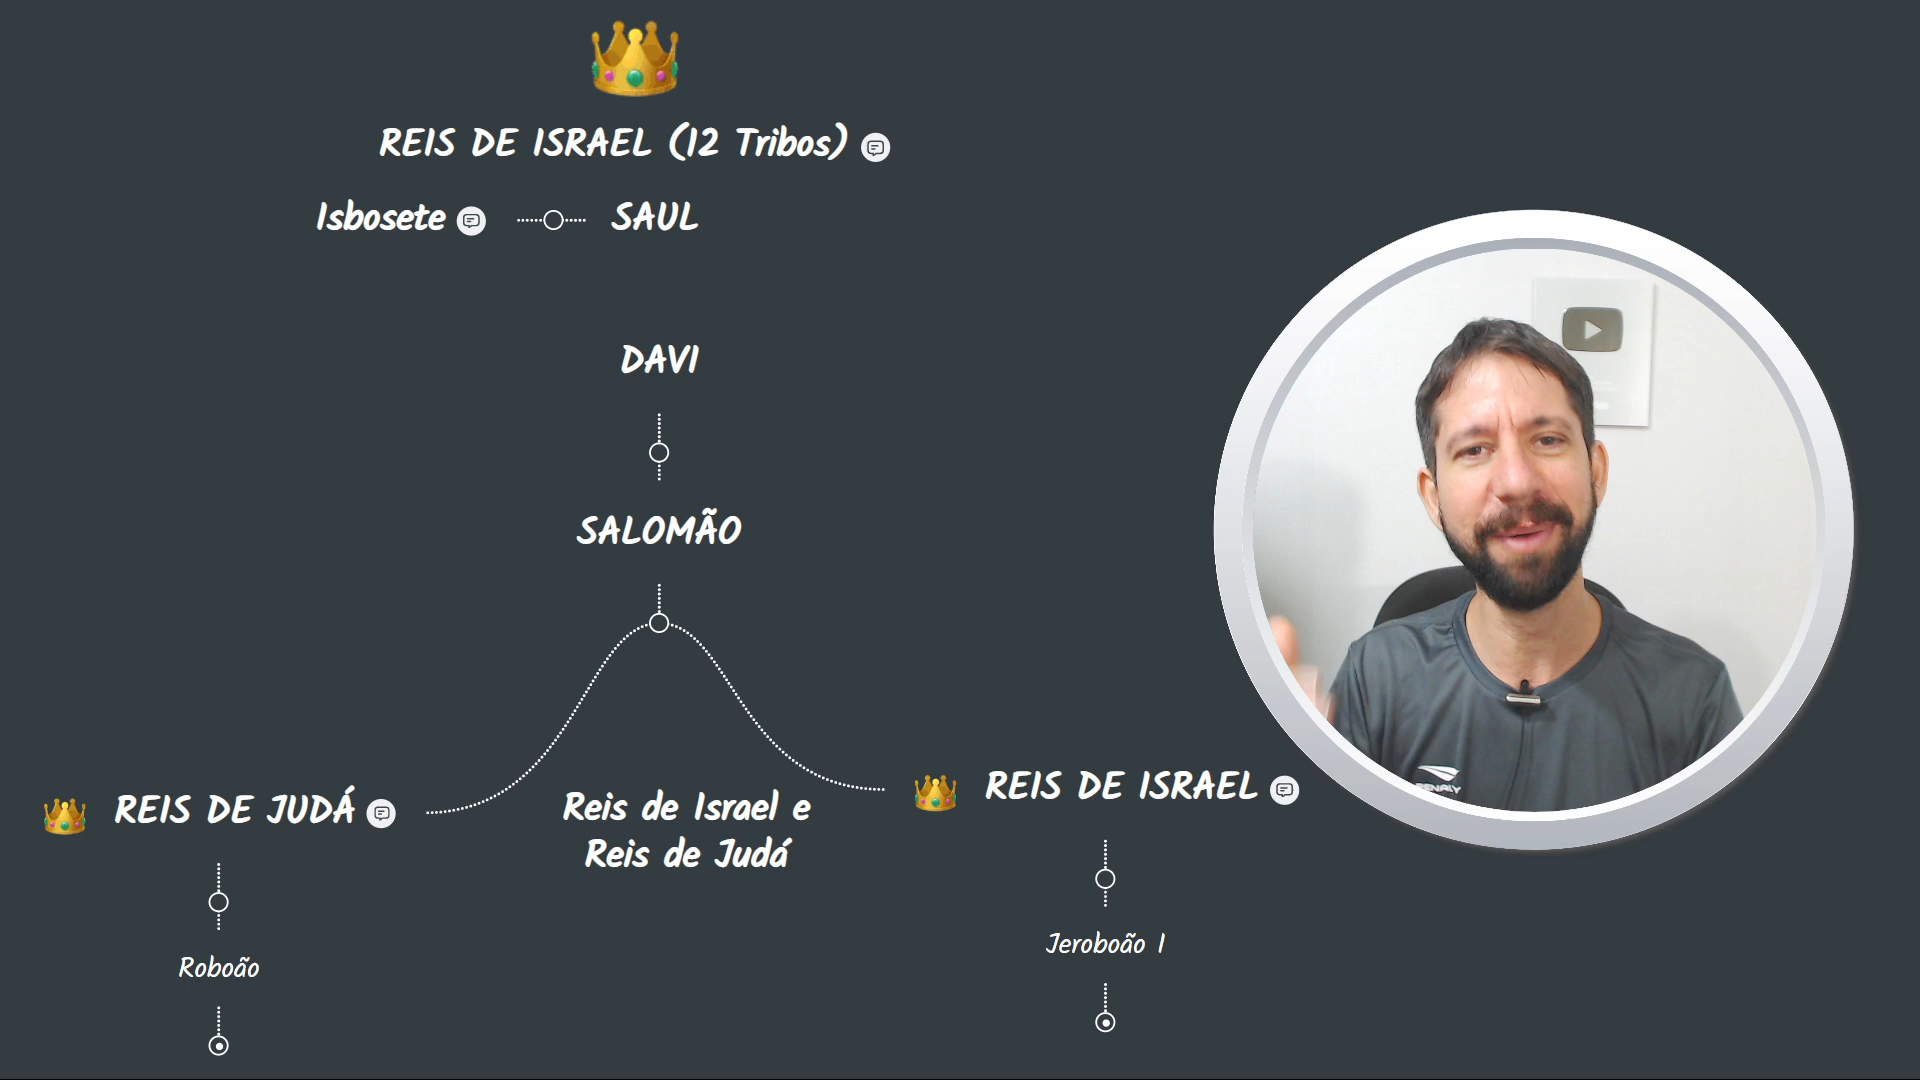 REIS DE ISRAEL (12 Tribos)
Isbosete
SAUL
DAVI
SALOMÃO
REIS DE JUDÁ
Reis de Israel e
Reis de Judá
REIS DE ISRAEL
Roboão
Jeroboão I